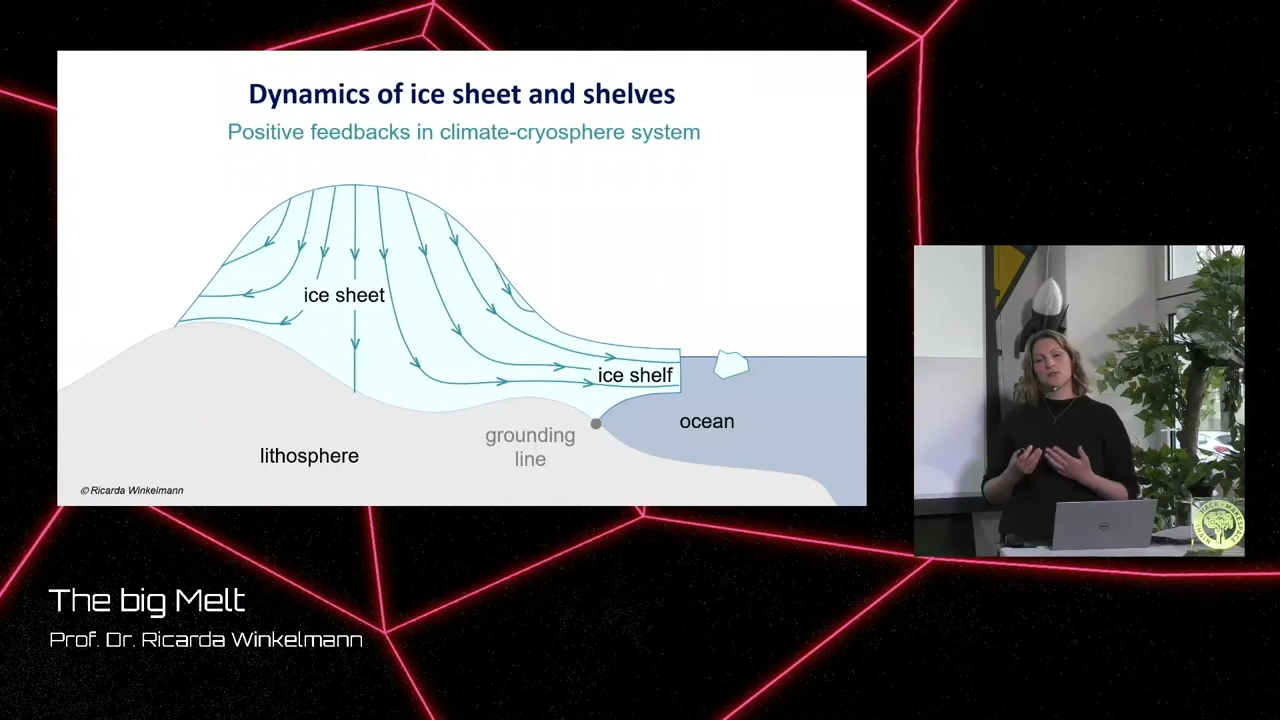 Dynamics of ice sheet and shelves
Positive feedbacks in climate-cryosphere system
ice sheet
ice shelf
ocean
grounding
line
lithosphere
© Ricarda Winkelmann
The big Melt
Prof. Dr. Ricarda Winkelmann